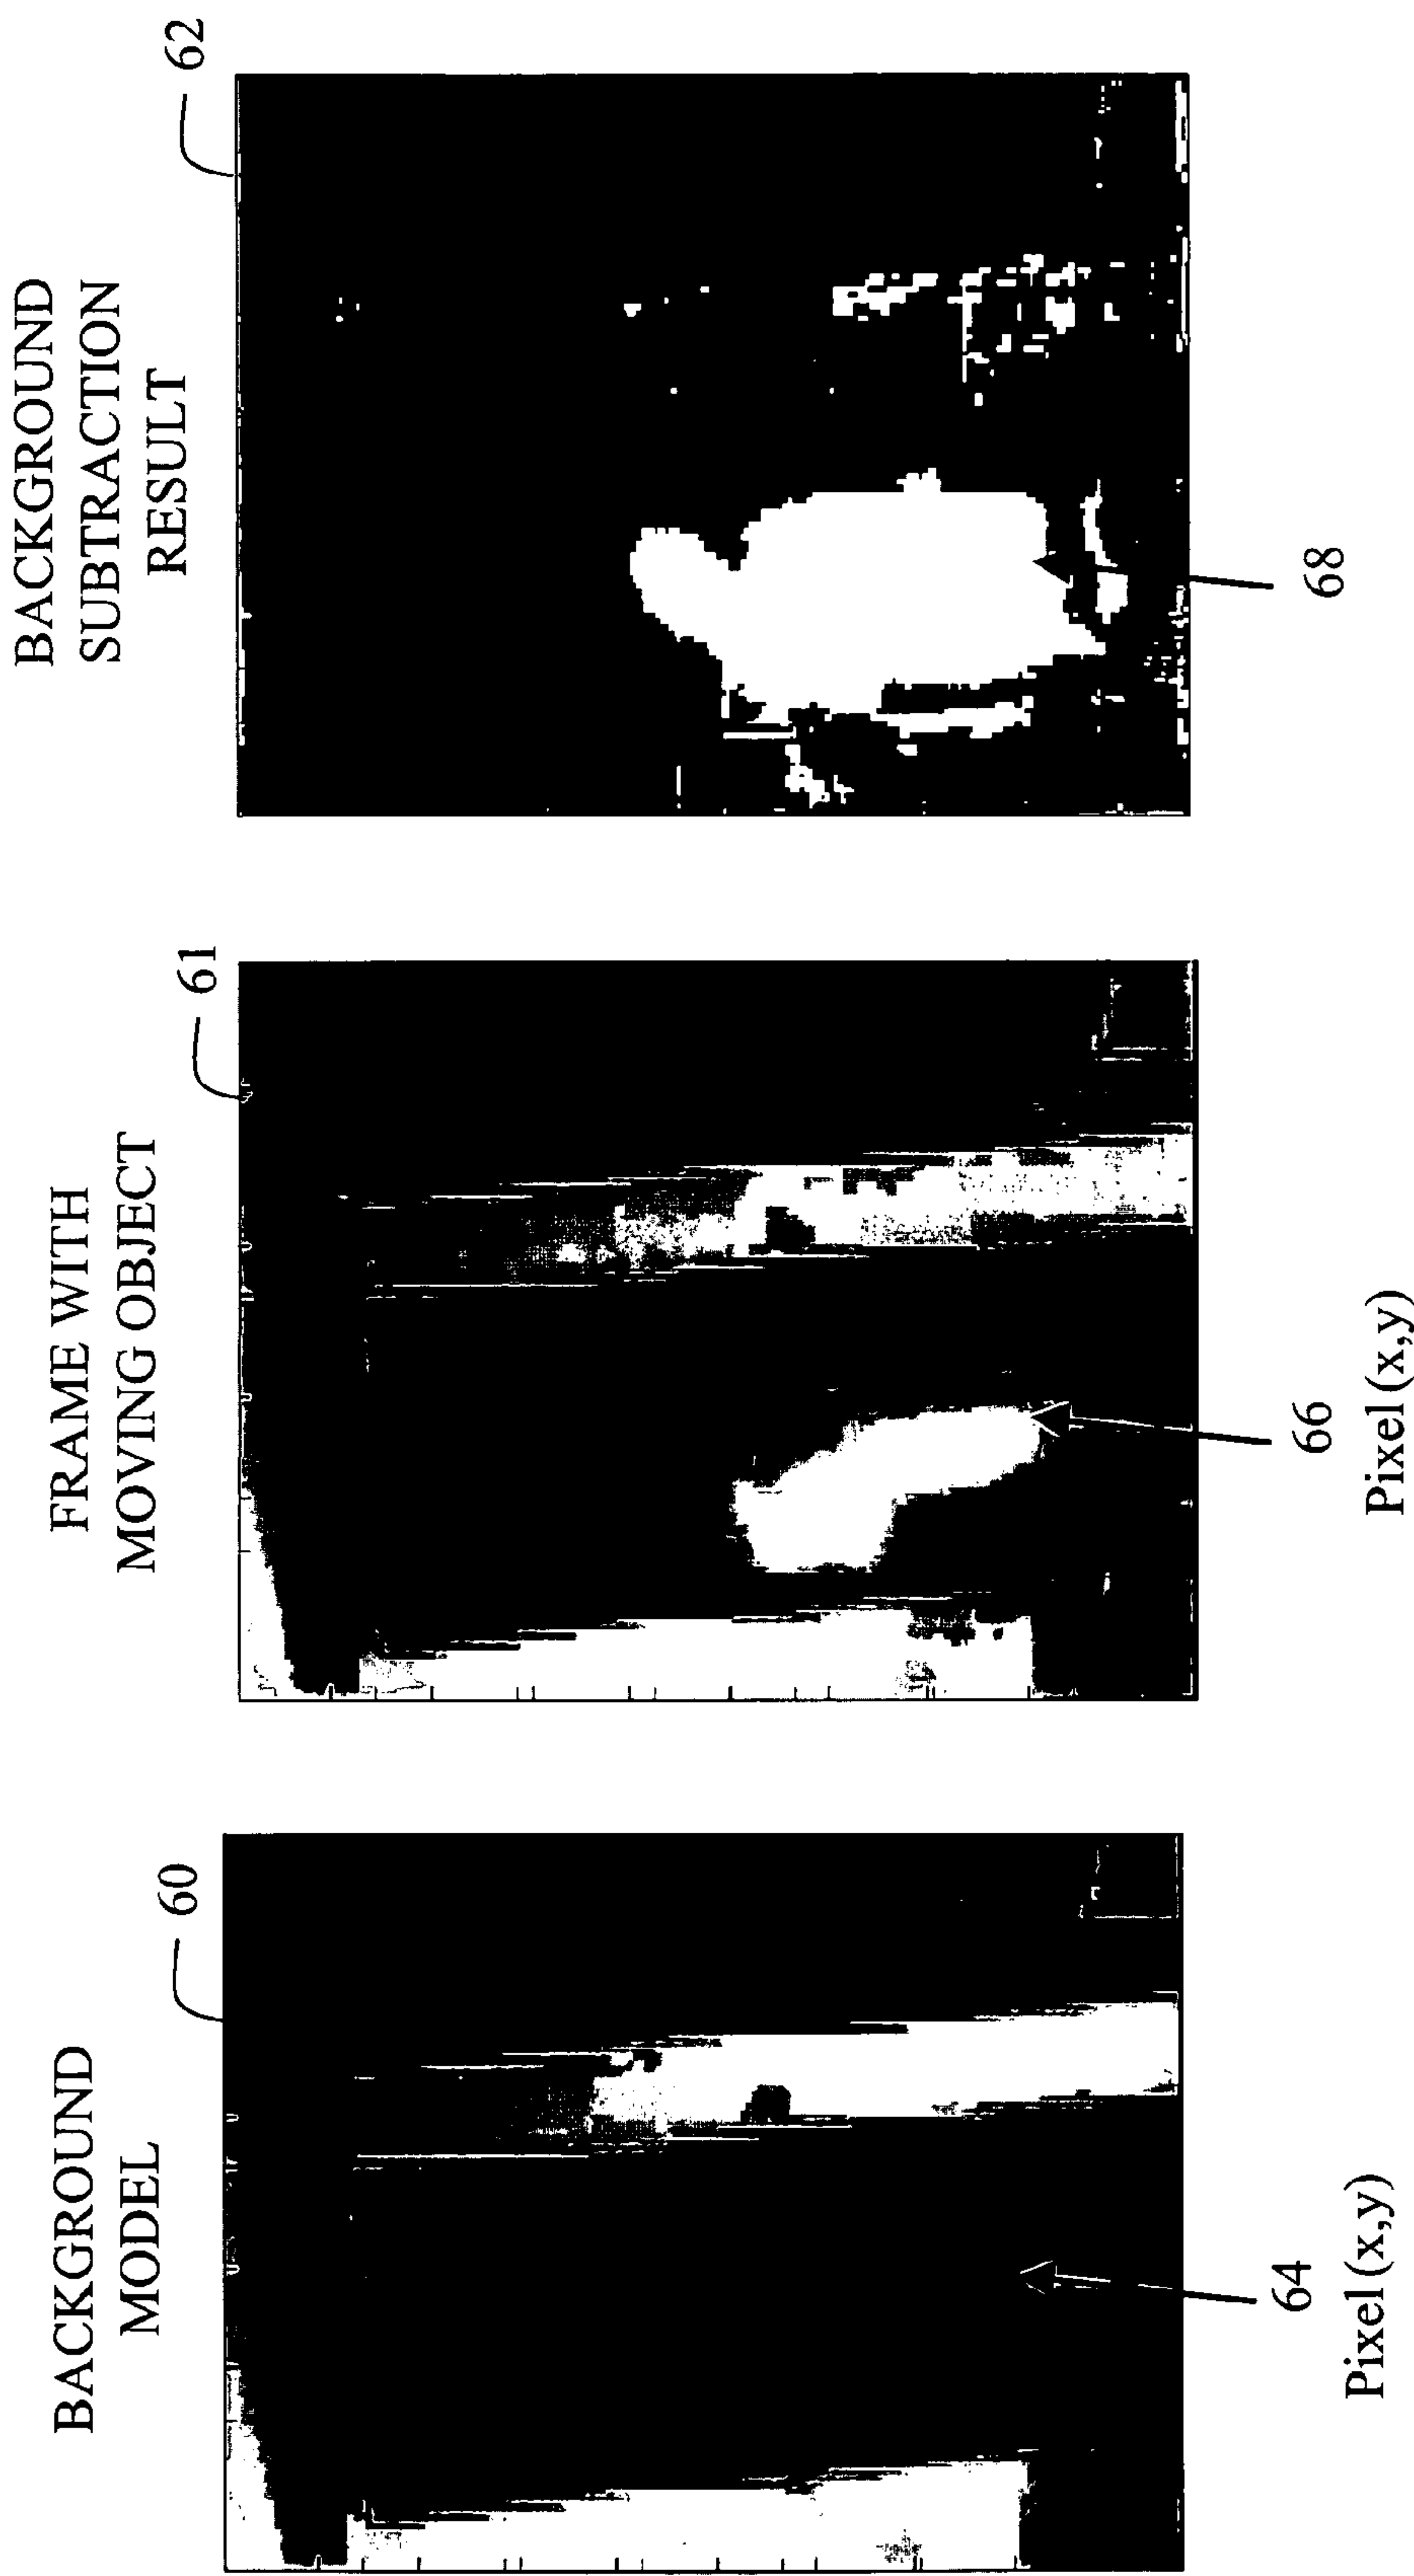 BACKGROUND
MODEL
60
64
Pixel (x,y)
FRAME WITH
MOVING OBJECT
61
66
Pixel (x,y)
BACKGROUND
SUBTRACTION
RESULT
62
68